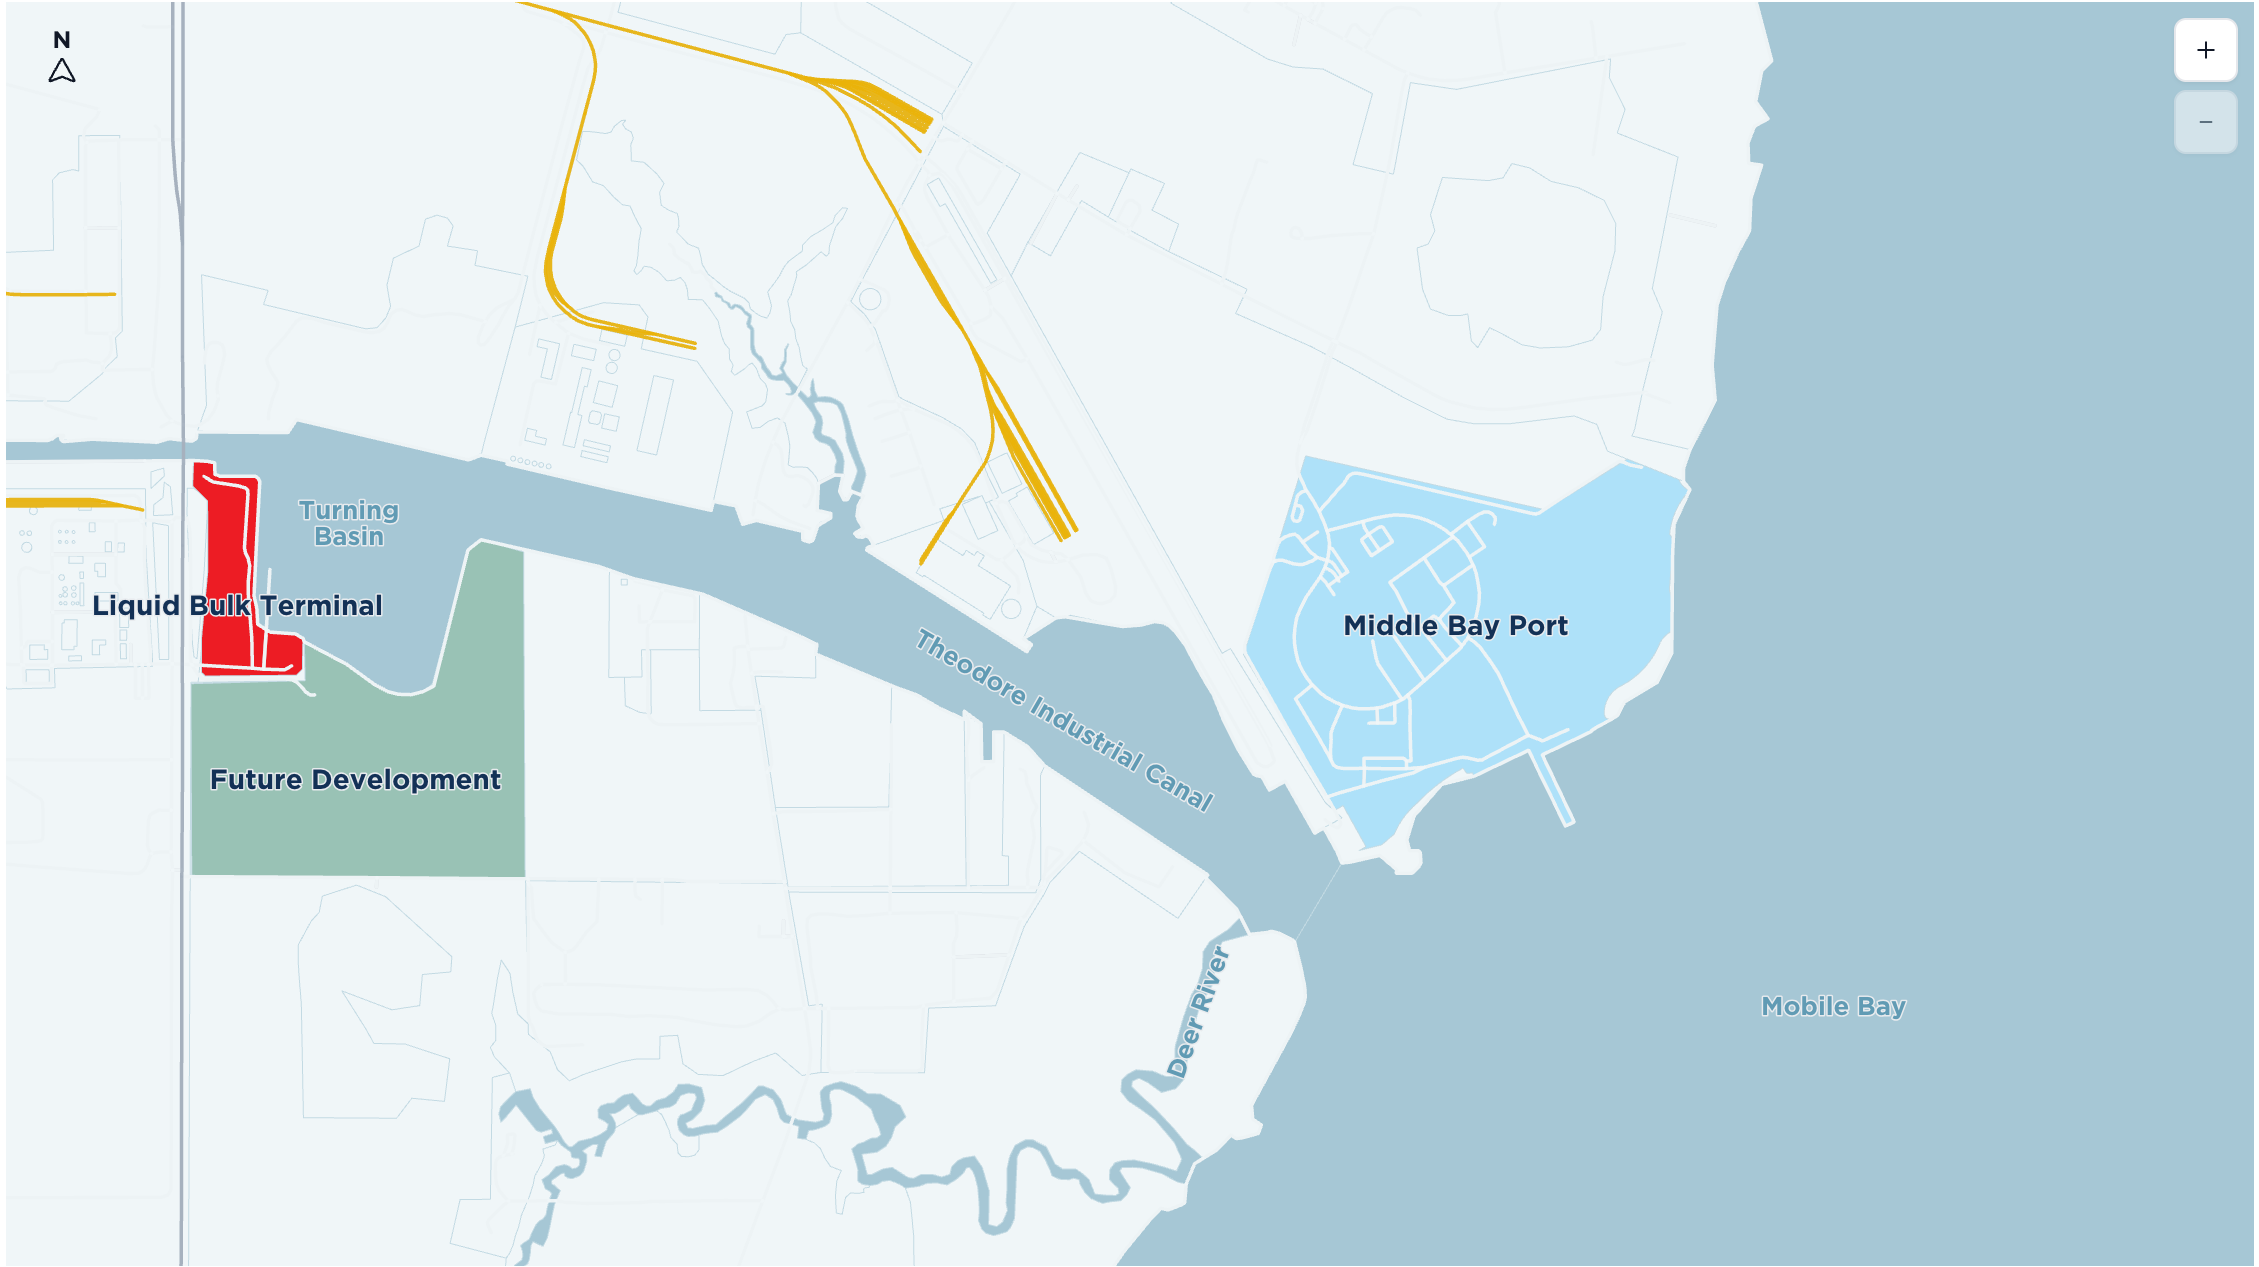 N
+
−
Turning
Basin
Liquid Bulk Terminal
Middle Bay Port
Theodore Industrial Canal
Future Development
Deer River
Mobile Bay